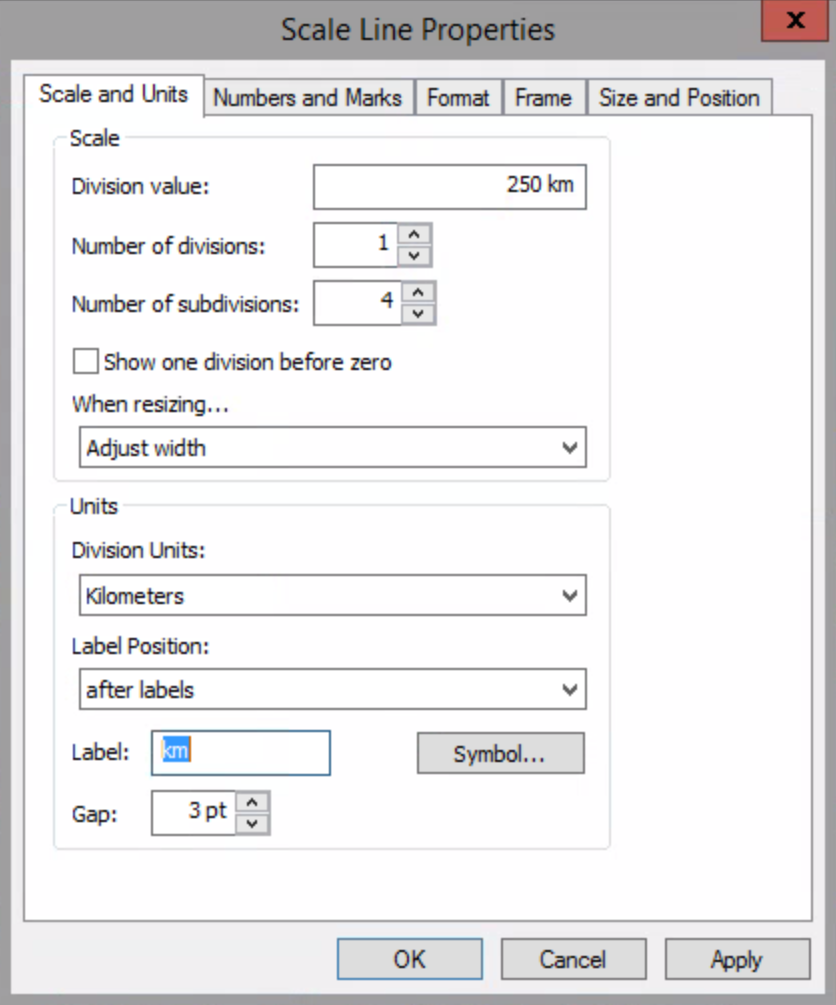 Scale Line Properties
x
Scale and Units
Numbers and Marks
Format
Frame
Size and Position
Scale
Division value:
250 km
Number of divisions:
1
Number of subdivisions:
4
Show one division before zero
When resizing...
Adjust width
Units
Division Units:
Kilometers
Label Position:
after labels
Label:
km
Symbol...
Gap:
3 pt
OK
Cancel
Apply